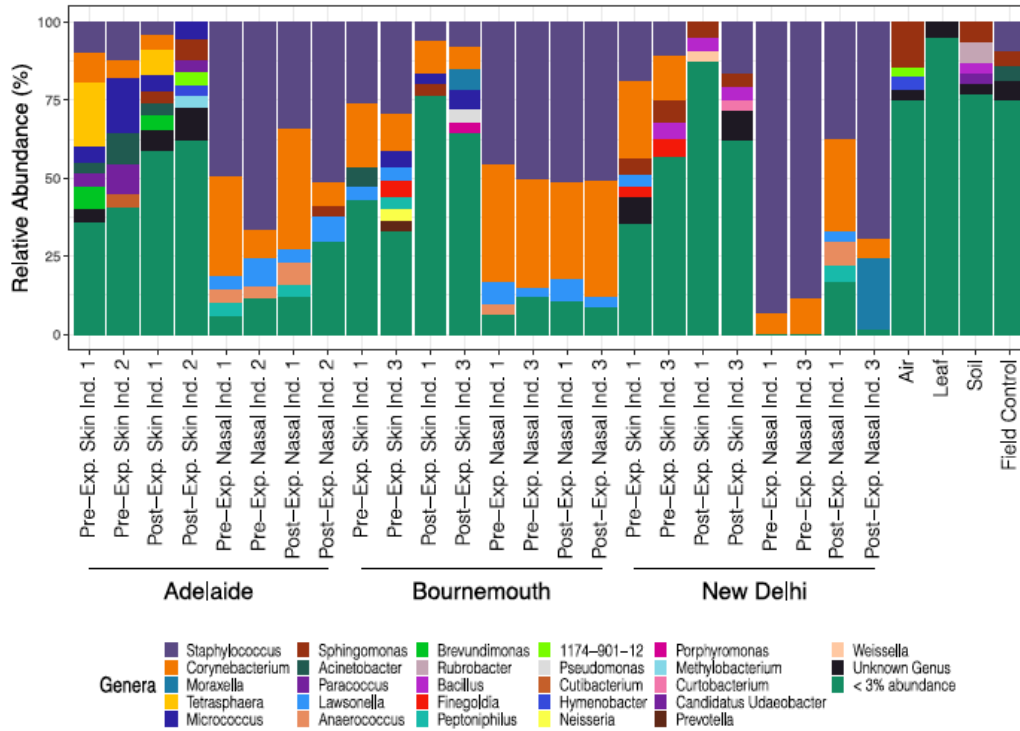 Relative Abundance (%)
100
75
50
25
0
Pre–Exp. Skin Ind. 1
Pre–Exp. Skin Ind. 2
Post–Exp. Skin Ind. 1
Post–Exp. Skin Ind. 2
Pre–Exp. Nasal Ind. 1
Pre–Exp. Nasal Ind. 2
Post–Exp. Nasal Ind. 1
Post–Exp. Nasal Ind. 2
Pre–Exp. Skin Ind. 1
Pre–Exp. Skin Ind. 3
Post–Exp. Skin Ind. 1
Post–Exp. Skin Ind. 3
Pre–Exp. Nasal Ind. 1
Pre–Exp. Nasal Ind. 3
Post–Exp. Nasal Ind. 1
Post–Exp. Nasal Ind. 3
Pre–Exp. Skin Ind. 1
Pre–Exp. Skin Ind. 3
Post–Exp. Skin Ind. 1
Post–Exp. Skin Ind. 3
Pre–Exp. Nasal Ind. 1
Pre–Exp. Nasal Ind. 3
Post–Exp. Nasal Ind. 1
Post–Exp. Nasal Ind. 3
Air
Leaf
Soil
Field Control
Adelaide Bournemouth New Delhi
Genera
Staphylococcus Sphingomonas Brevundimonas 1174–901–12 Porphyromonas Weissella
Corynebacterium Acinetobacter Rubrobacter Pseudomonas Methylobacterium Unknown Genus
Moraxella Paracoccus Bacillus Cutibacterium Curtobacterium < 3% abundance
Tetrasphaera Lawsonella Finegoldia Hymenobacter Candidatus Udaeobacter
Micrococcus Anaerococcus Peptoniphilus Neisseria Prevotella